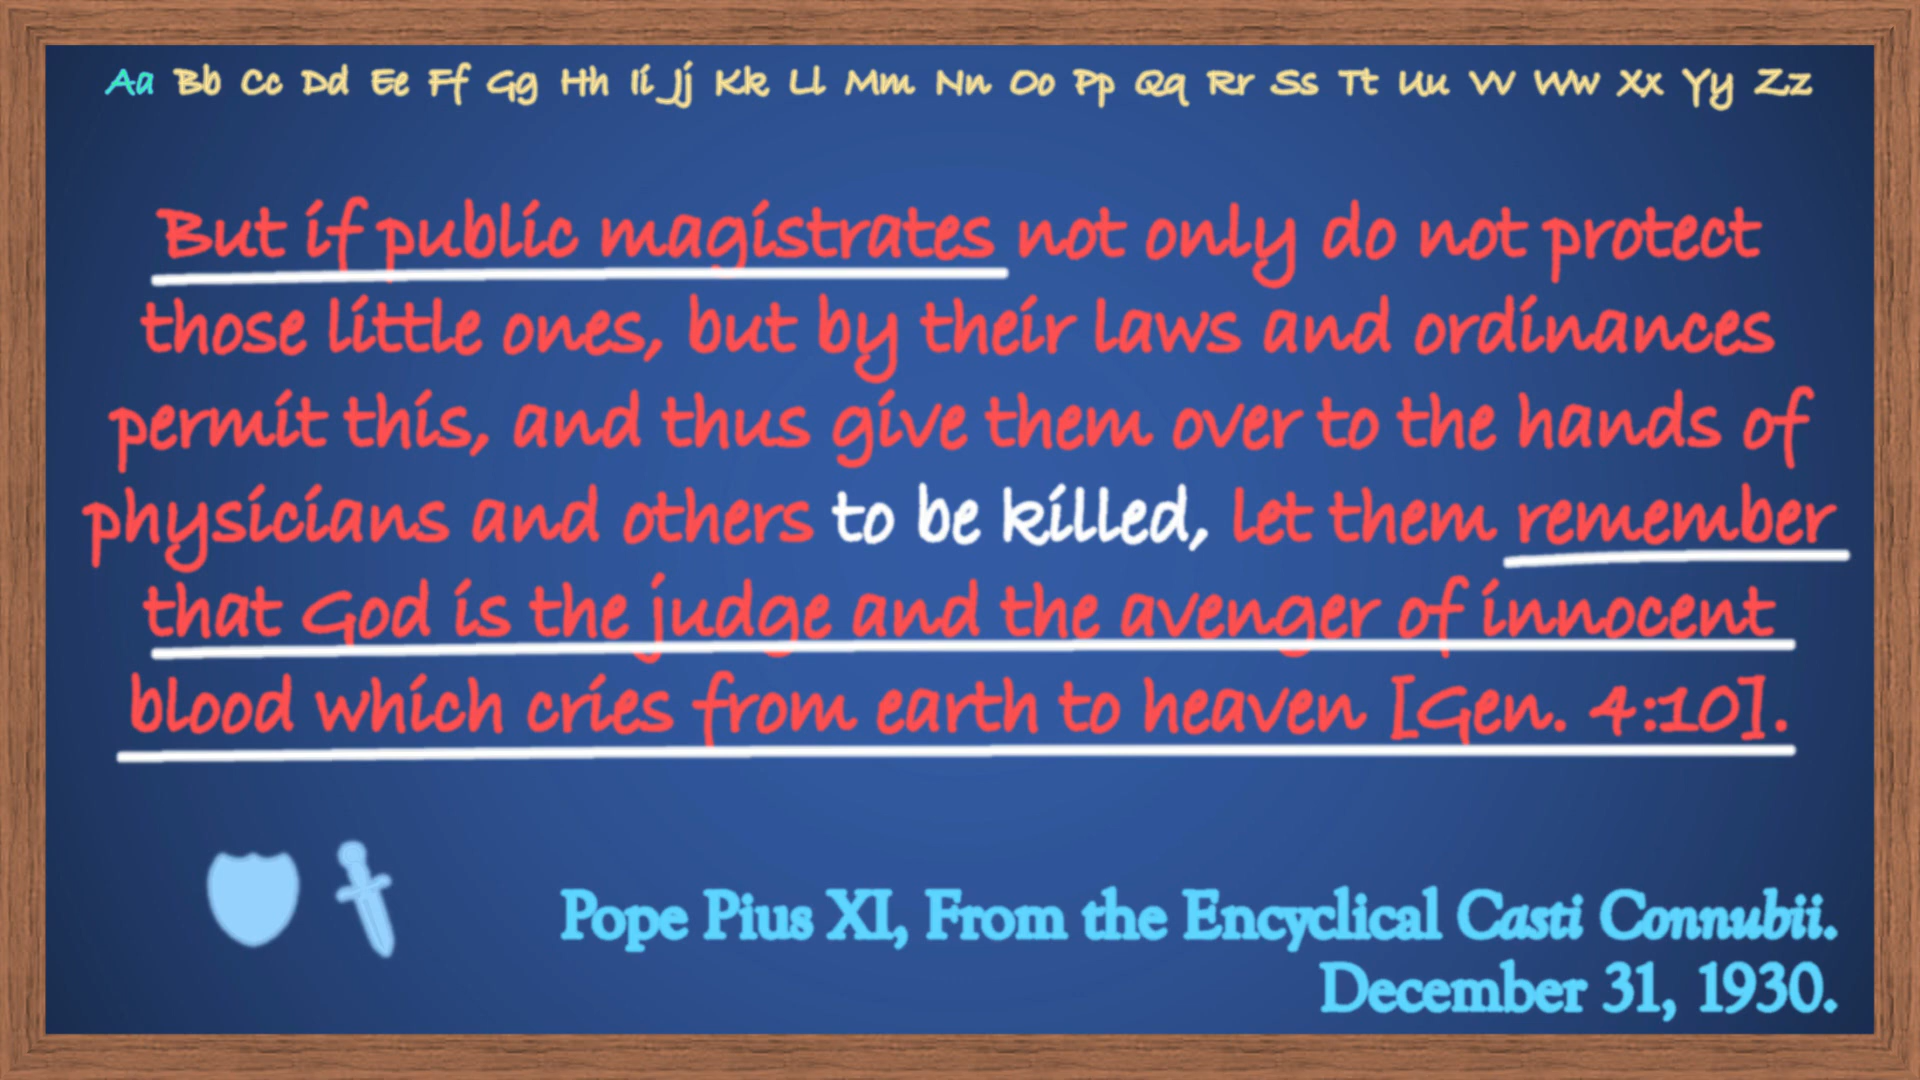 Aa Bb Cc Dd Ee Ff Gg Hh Ii Jj Kk Ll Mm Nn Oo Pp Qq Rr Ss Tt Uu Vv Ww Xx Yy Zz
But if public magistrates not only do not protect
those little ones, but by their laws and ordinances
permit this, and thus give them over to the hands of
physicians and others to be killed, let them remember
that God is the judge and the avenger of innocent
blood which cries from earth to heaven [Gen. 4:10].
Pope Pius XI, From the Encyclical Casti Connubii.
December 31, 1930.